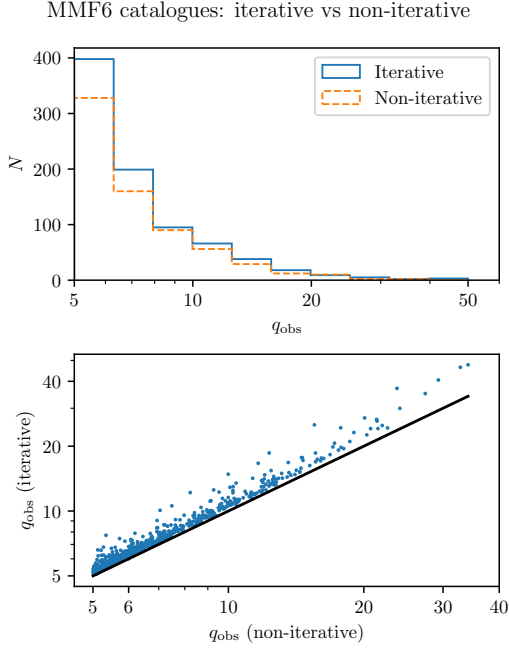 MMF6 catalogues: iterative vs non-iterative
400
300
200
100
0
N
Iterative
Non-iterative
5 10 20 50
q_obs
40
20
10
5
q_obs (iterative)
5 6 10 20 40
q_obs (non-iterative)